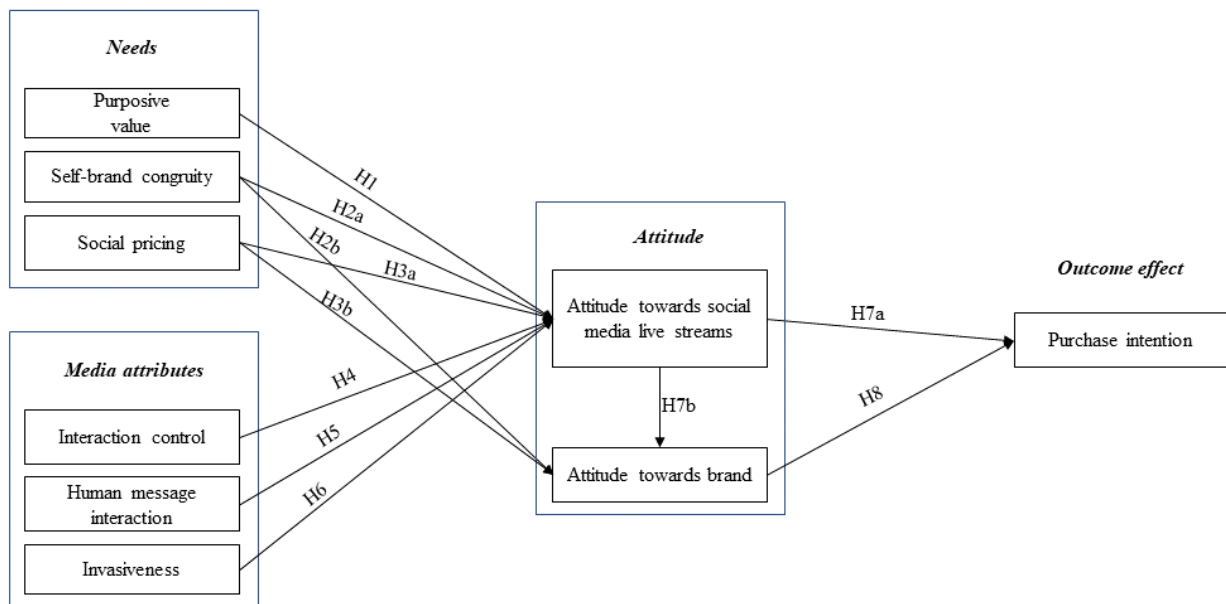 Needs
Purposive
value
Self-brand congruity
Social pricing
H1
H2a
H2b
H3a
H3b
Media attributes
Interaction control
Human message
interaction
Invasiveness
H4
H5
H6
Attitude
Attitude towards social
media live streams
H7b
Attitude towards brand
H7a
H8
Outcome effect
Purchase intention